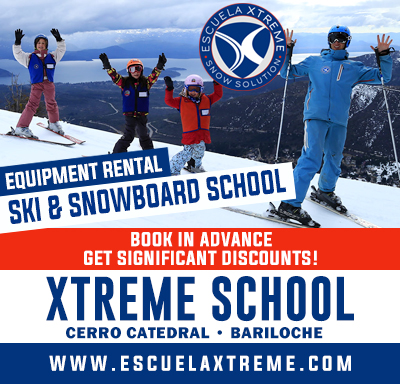 ESCUELA XTREME
SNOW SOLUTION
EQUIPMENT RENTAL
SKI & SNOWBOARD SCHOOL
BOOK IN ADVANCE
GET SIGNIFICANT DISCOUNTS!
XTREME SCHOOL
CERRO CATEDRAL • BARILOCHE
WWW.ESCUELAXTREME.COM